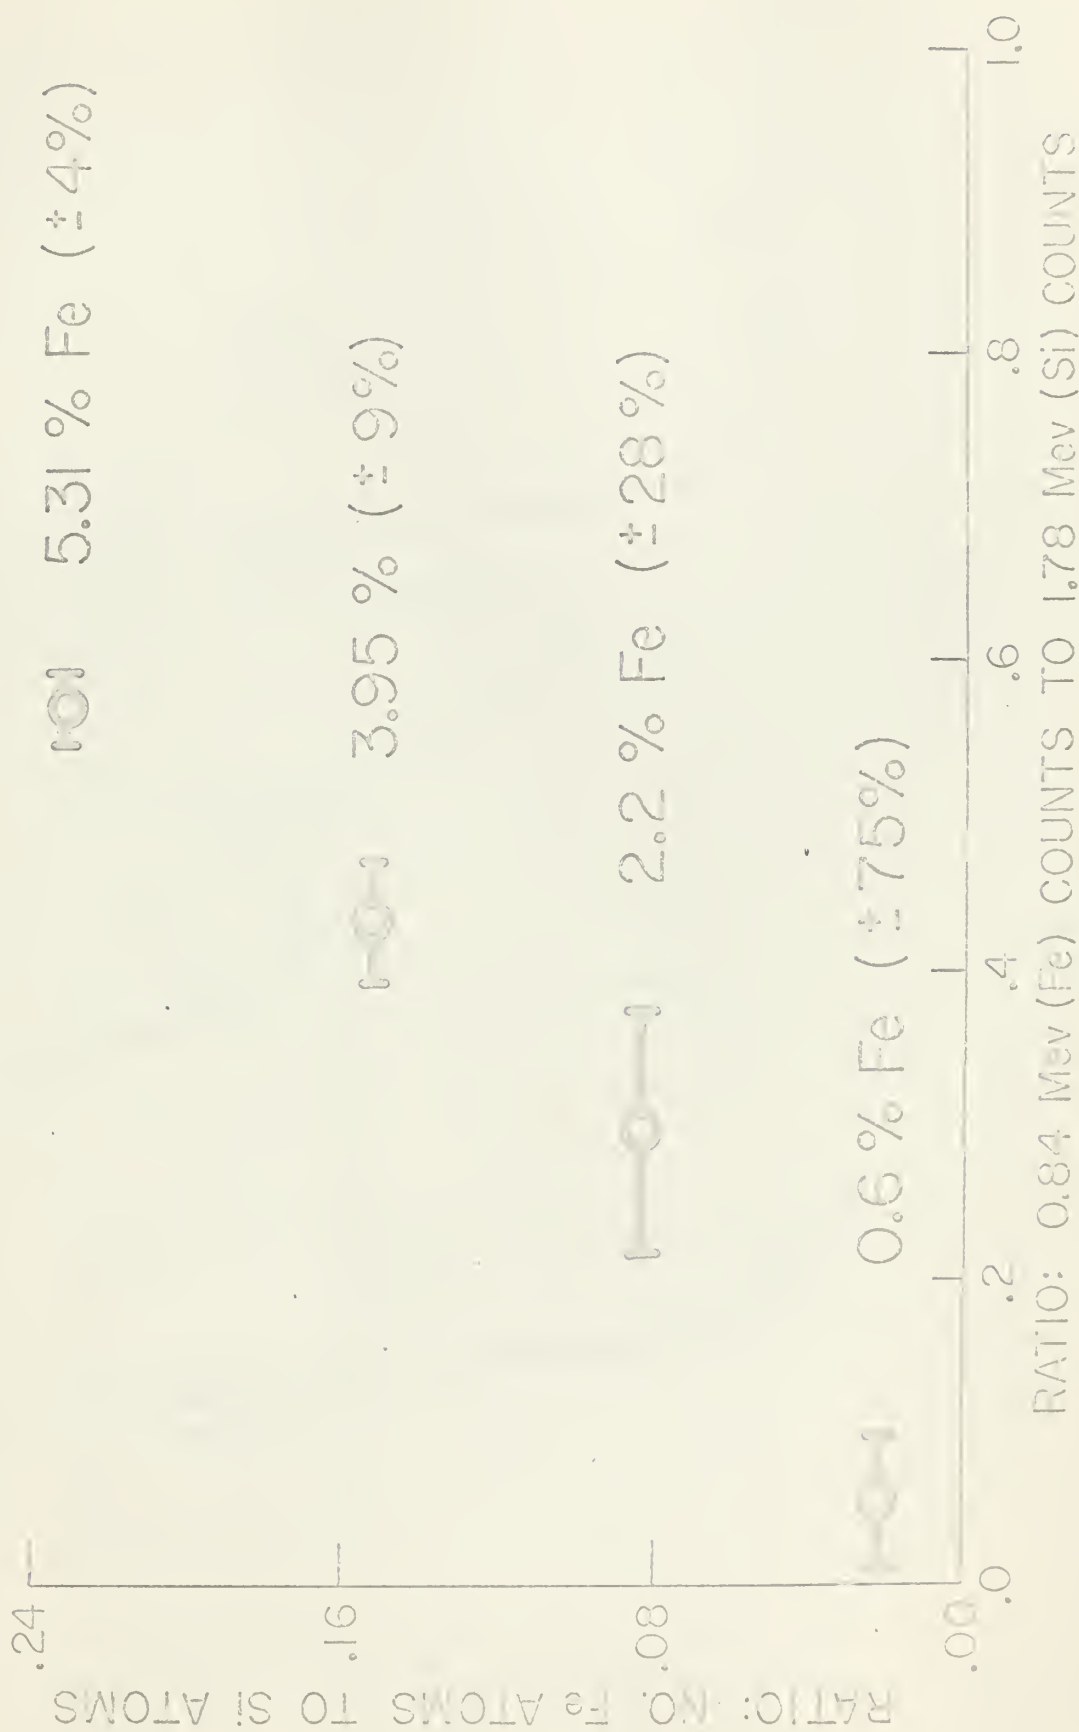 RATIO: NO. Fe ATOMS TO Si ATOMS
.24
.16
.08
.00
5.31 % Fe (± 4%)
3.95 % (± 9%)
2.2 % Fe (± 28 %)
0.6 % Fe (± 75%)
.0
.2
.4
.6
.8
1.0
RATIO: 0.84 Mev (Fe) COUNTS TO 1.78 Mev (Si) COUNTS